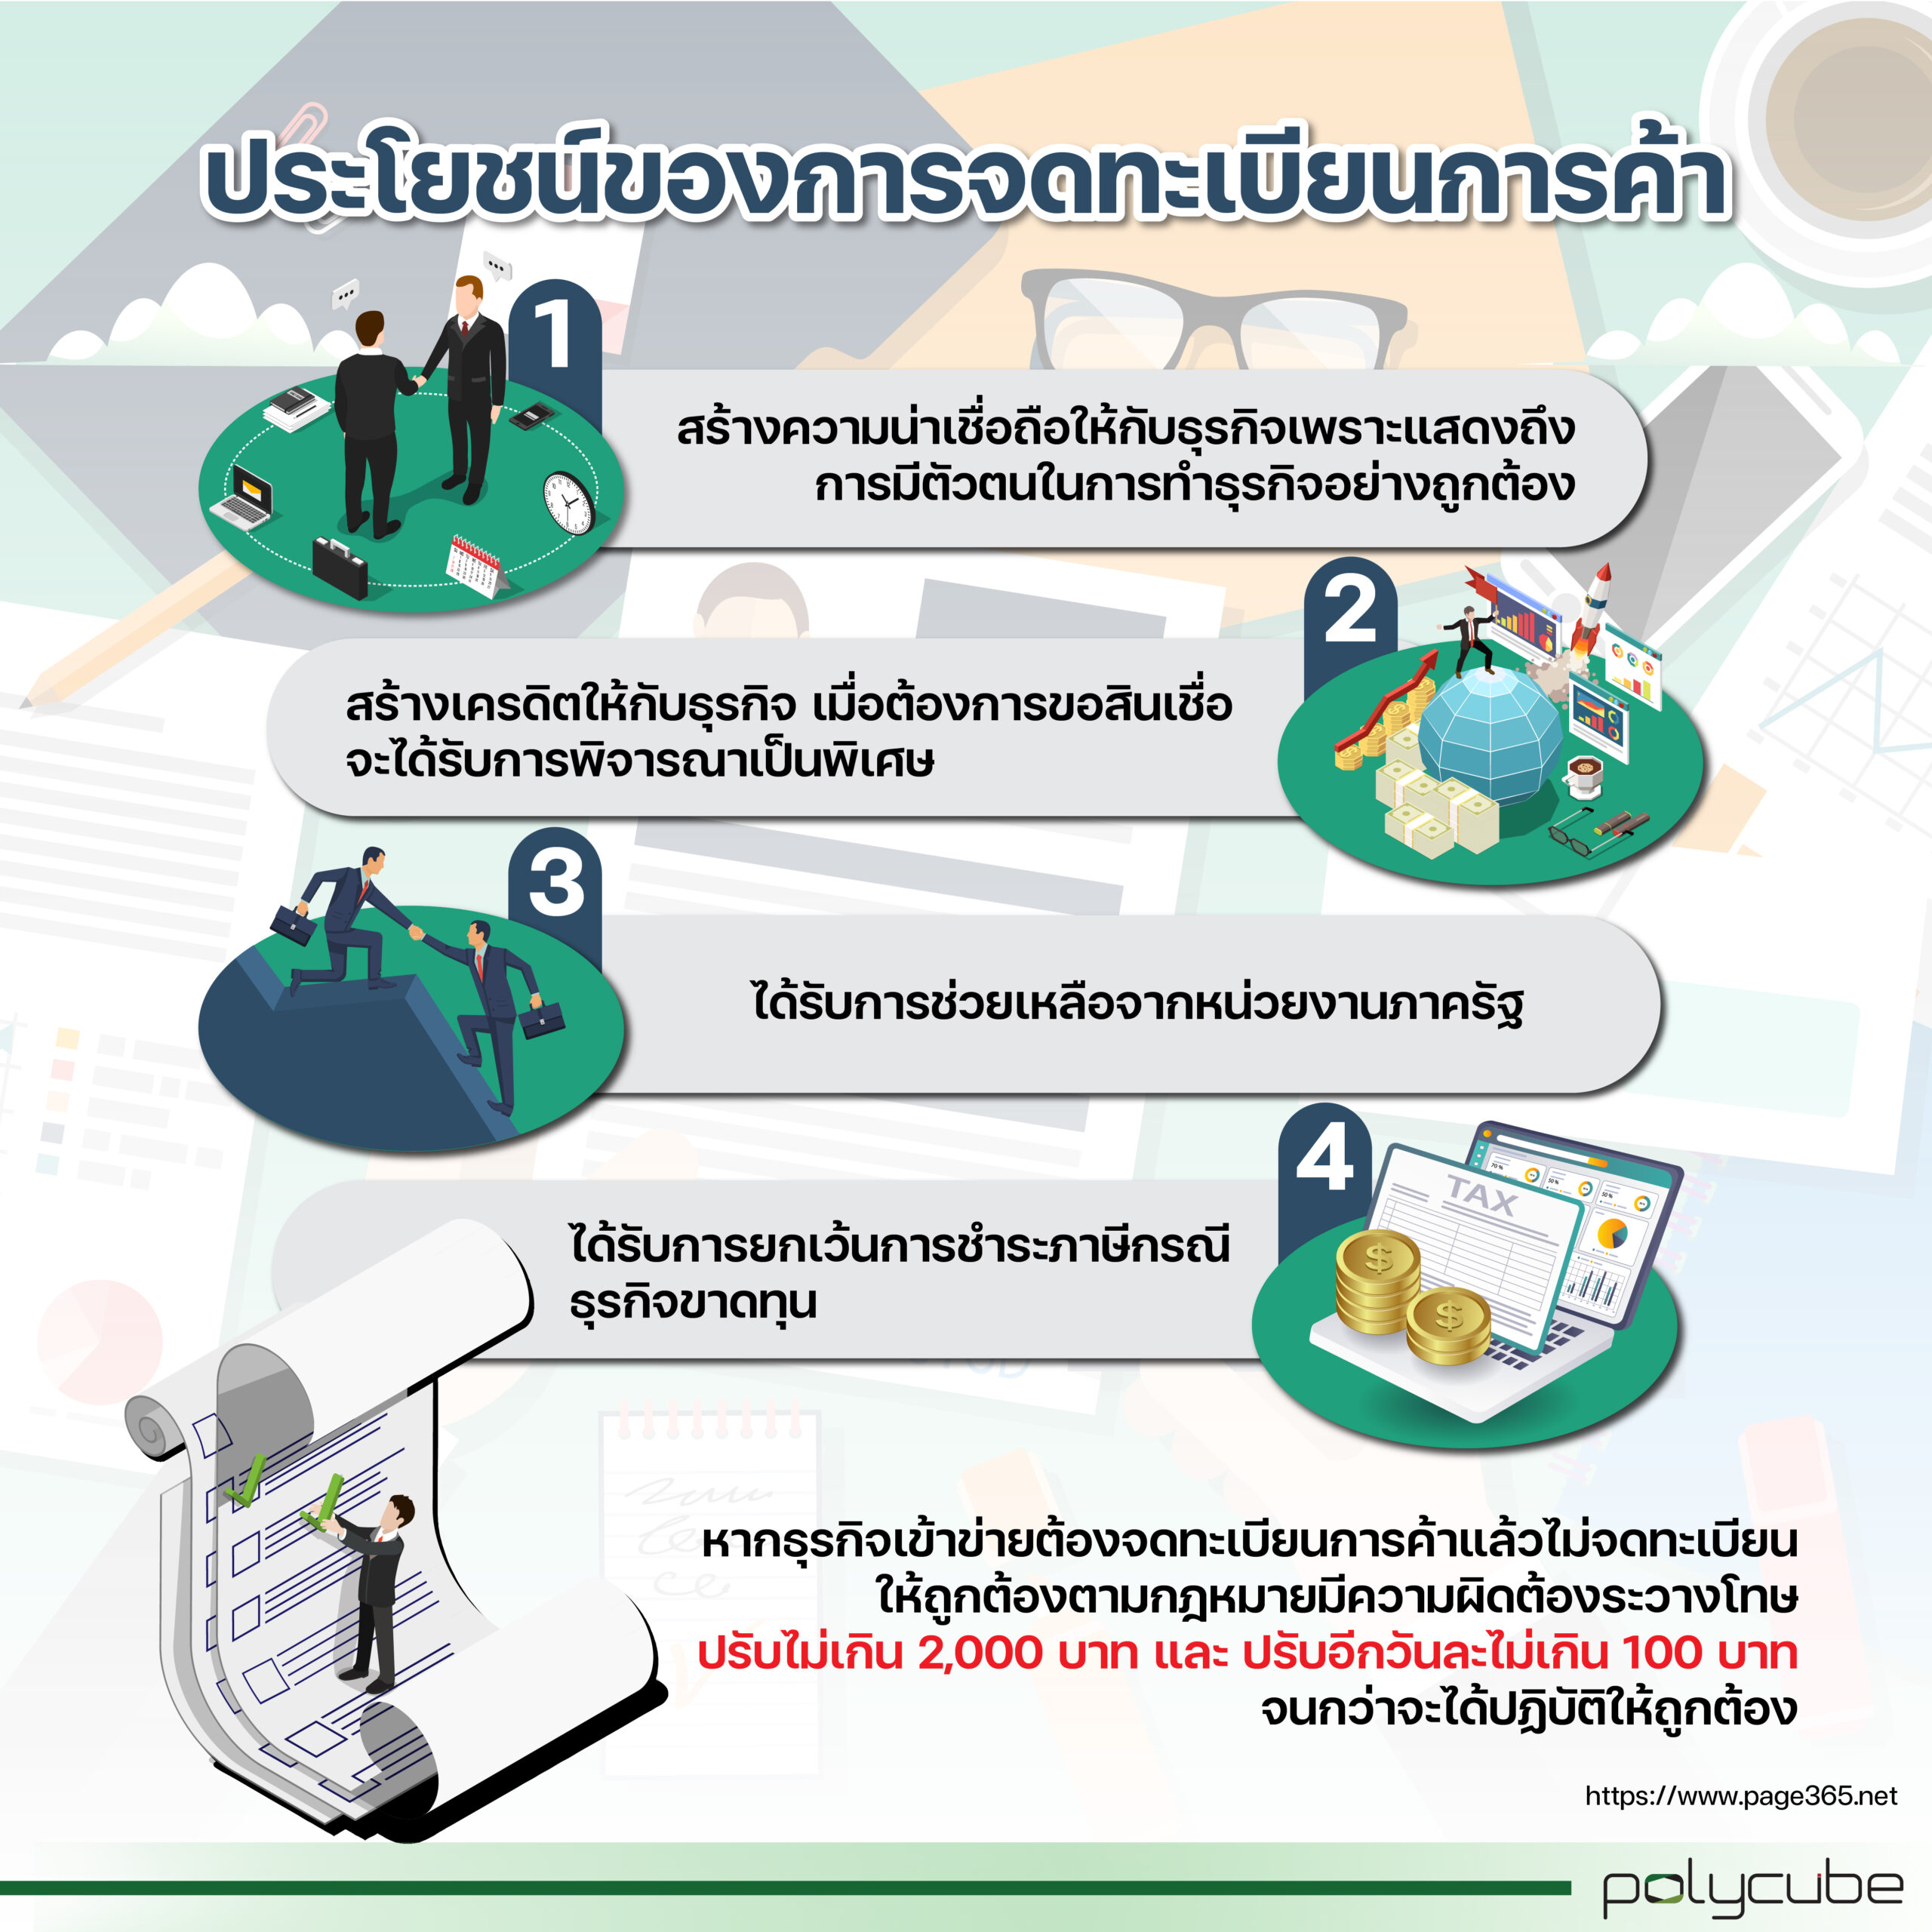 ประโยชน์ของการจดทะเบียนการค้า
1
สร้างความน่าเชื่อถือให้กับธุรกิจเพราะแสดงถึง
การมีตัวตนในการทำธุรกิจอย่างถูกต้อง
2
สร้างเครดิตให้กับธุรกิจ เมื่อต้องการขอสินเชื่อ
จะได้รับการพิจารณาเป็นพิเศษ
3
ได้รับการช่วยเหลือจากหน่วยงานภาครัฐ
4
TAX
70%
50%
50%
ได้รับการยกเว้นการชำระภาษีกรณี
ธุรกิจขาดทุน
หากธุรกิจเข้าข่ายต้องจดทะเบียนการค้าแล้วไม่จดทะเบียน
ให้ถูกต้องตามกฎหมายมีความผิดต้องระวางโทษ
ปรับไม่เกิน 2,000 บาท และ ปรับอีกวันละไม่เกิน 100 บาท
จนกว่าจะได้ปฏิบัติให้ถูกต้อง
https://www.page365.net
polycube